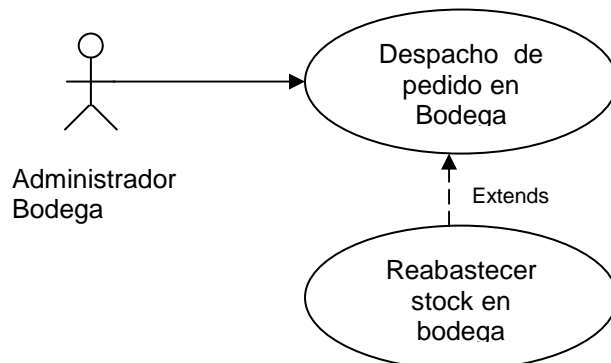 Despacho de
pedido en
Bodega
Administrador
Bodega
Extends
Reabastecer
stock en
bodega